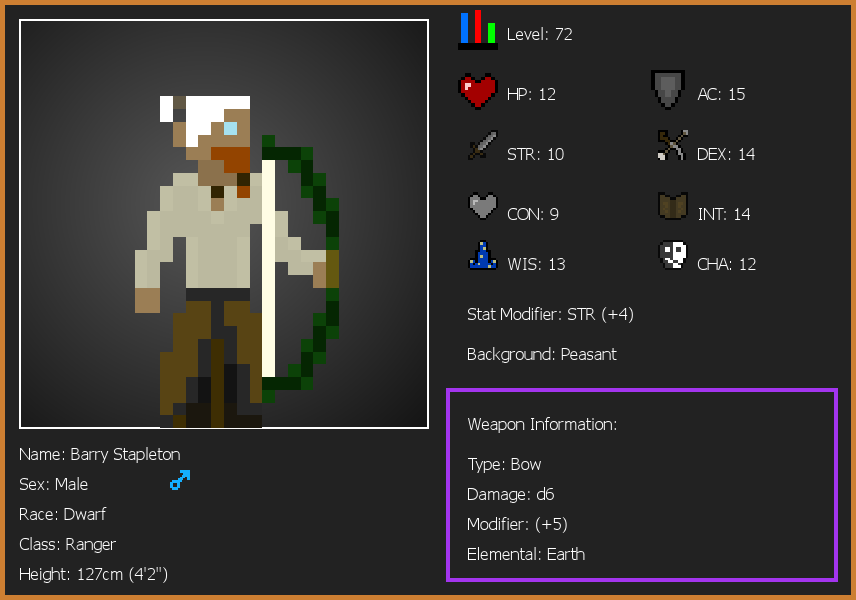 Level: 72
HP: 12
AC: 15
STR: 10
DEX: 14
CON: 9
INT: 14
WIS: 13
CHA: 12
Stat Modifier: STR (+4)
Background: Peasant
Weapon Information:
Type: Bow
Damage: d6
Modifier: (+5)
Elemental: Earth
Name: Barry Stapleton
Sex: Male
Race: Dwarf
Class: Ranger
Height: 127cm (4'2")